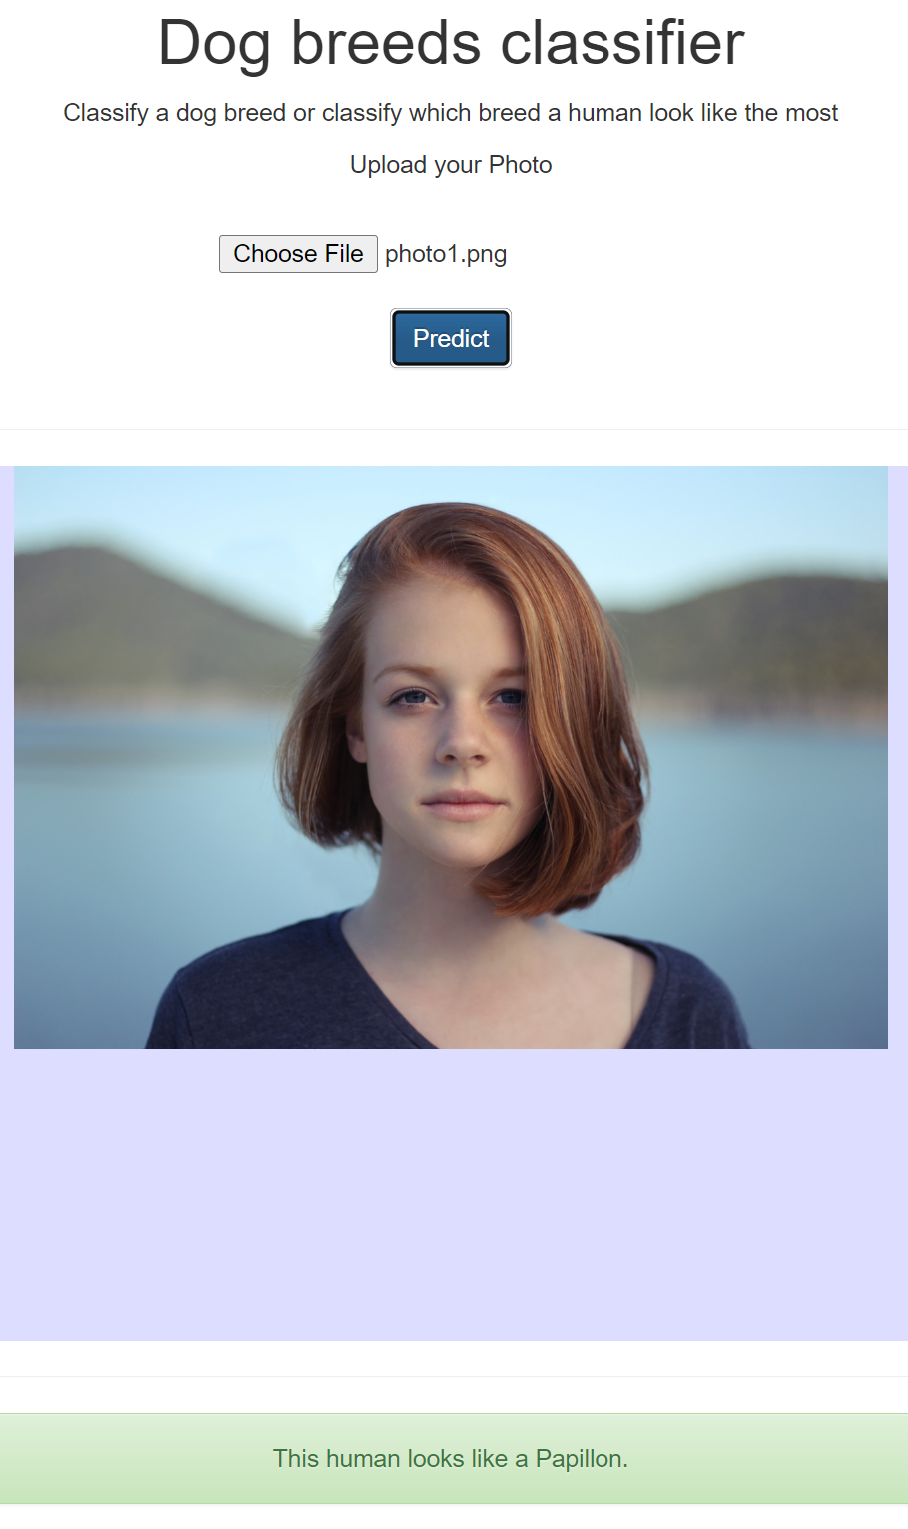 Dog breeds classifier
Classify a dog breed or classify which breed a human look like the most
Upload your Photo
Choose File photo1.png
Predict
This human looks like a Papillon.